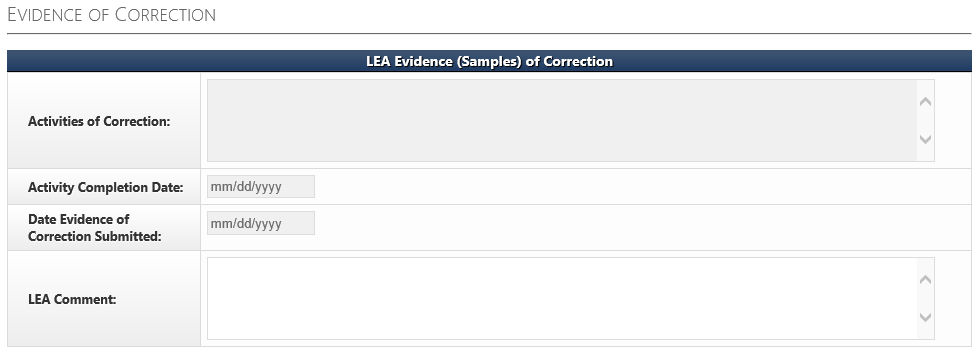 EVIDENCE OF CORRECTION
LEA Evidence (Samples) of Correction
Activities of Correction:
Activity Completion Date: mm/dd/yyyy
Date Evidence of
Correction Submitted: mm/dd/yyyy
LEA Comment: